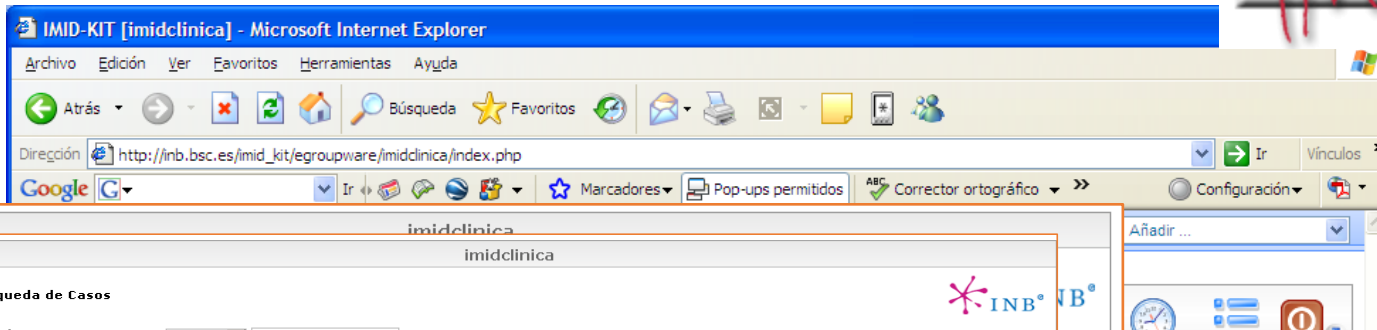 IMID-KIT [imidclinica] - Microsoft Internet Explorer
Archivo Edición Ver Favoritos Herramientas Ayuda
Atrás Búsqueda Favoritos
Dirección http://inb.bsc.es/imid_kit/egroupware/imidclinica/index.php Ir Vínculos »
Google G Ir Marcadores Pop-ups permitidos ABC Corrector ortográfico » Configuración
imidclinica
Añadir ...
imidclinica
queda de Casos
INB®
B®